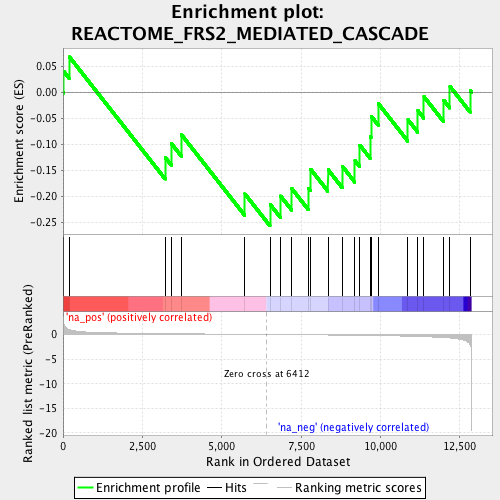 Enrichment plot:
REACTOME_FRS2_MEDIATED_CASCADE
Enrichment score (ES)
0.05
0.00
-0.05
-0.10
-0.15
-0.20
-0.25
'na_pos' (positively correlated)
Ranked list metric (PreRanked)
0
-5
-10
-15
-20
Zero cross at 6412
'na_neg' (negatively correlated)
0
2,500
5,000
7,500
10,000
12,500
Rank in Ordered Dataset
Enrichment profile
Hits
Ranking metric scores